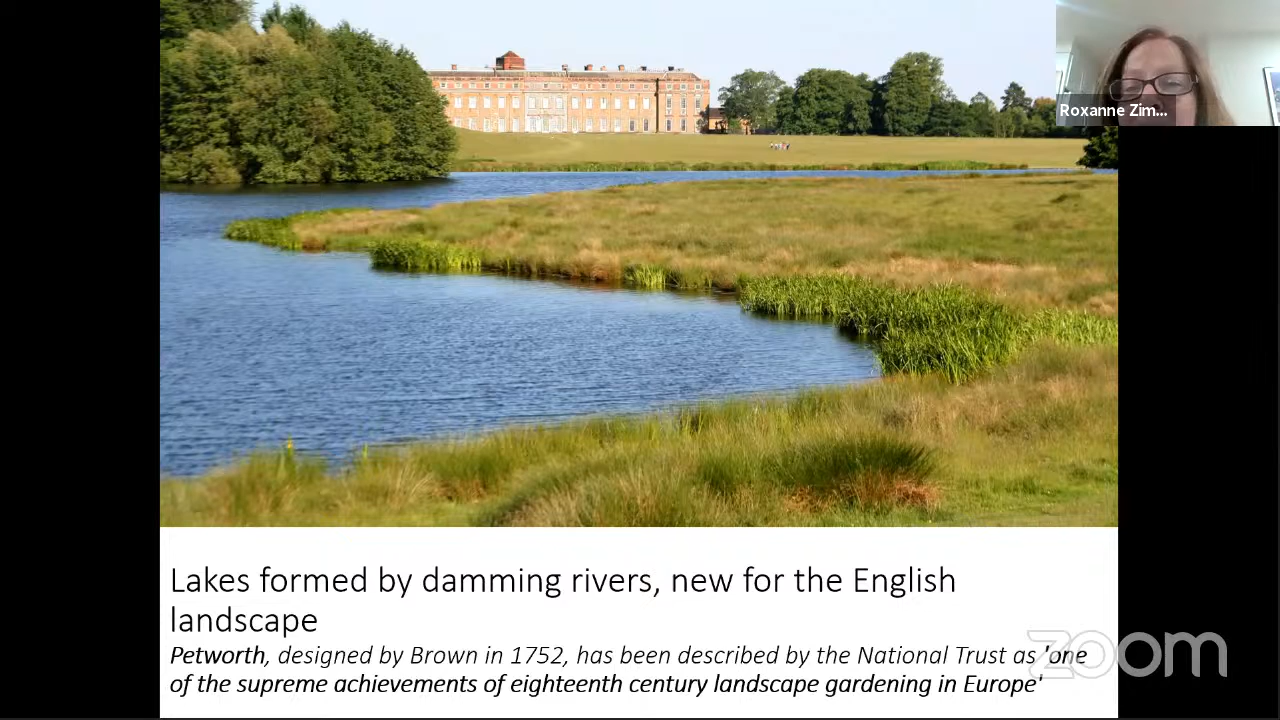 Roxanne Zim...
Lakes formed by damming rivers, new for the English
landscape
Petworth, designed by Brown in 1752, has been described by the National Trust as 'one
of the supreme achievements of eighteenth century landscape gardening in Europe'
zoom